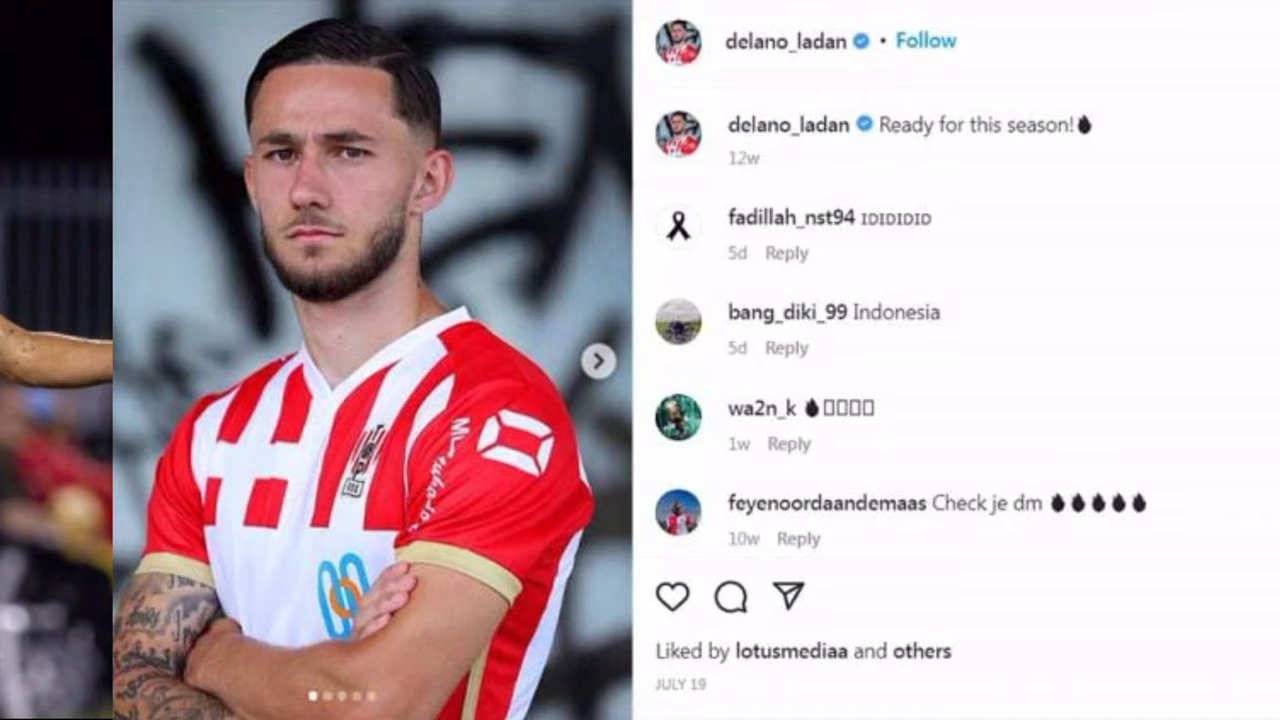 delano_ladan • Follow
delano_ladan Ready for this season!
12w
fadillah_nst94 IDIDIDID
5d Reply
bang_diki_99 Indonesia
5d Reply
wa2n_k
1w Reply
feyenoordaandemaas Check je dm
10w Reply
Liked by lotusmediaa and others
JULY 19